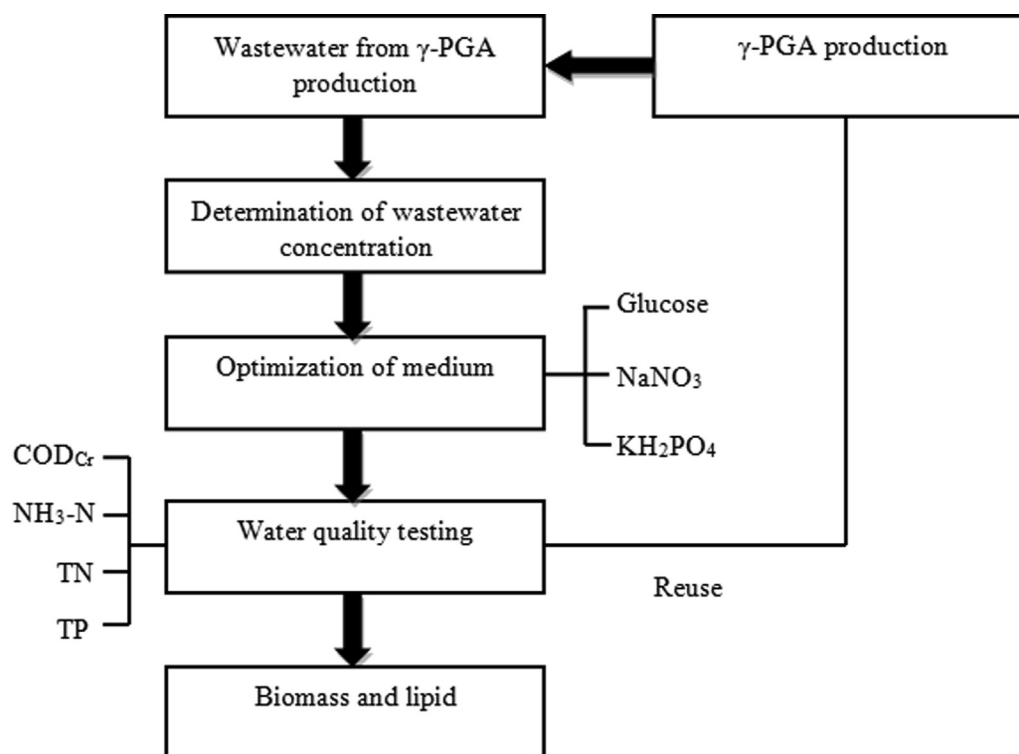 Wastewater from γ-PGA
production
γ-PGA production
Determination of wastewater
concentration
Optimization of medium
Glucose
NaNO₃
KH₂PO₄
Water quality testing
COD_Cr
NH₃-N
TN
TP
Reuse
Biomass and lipid